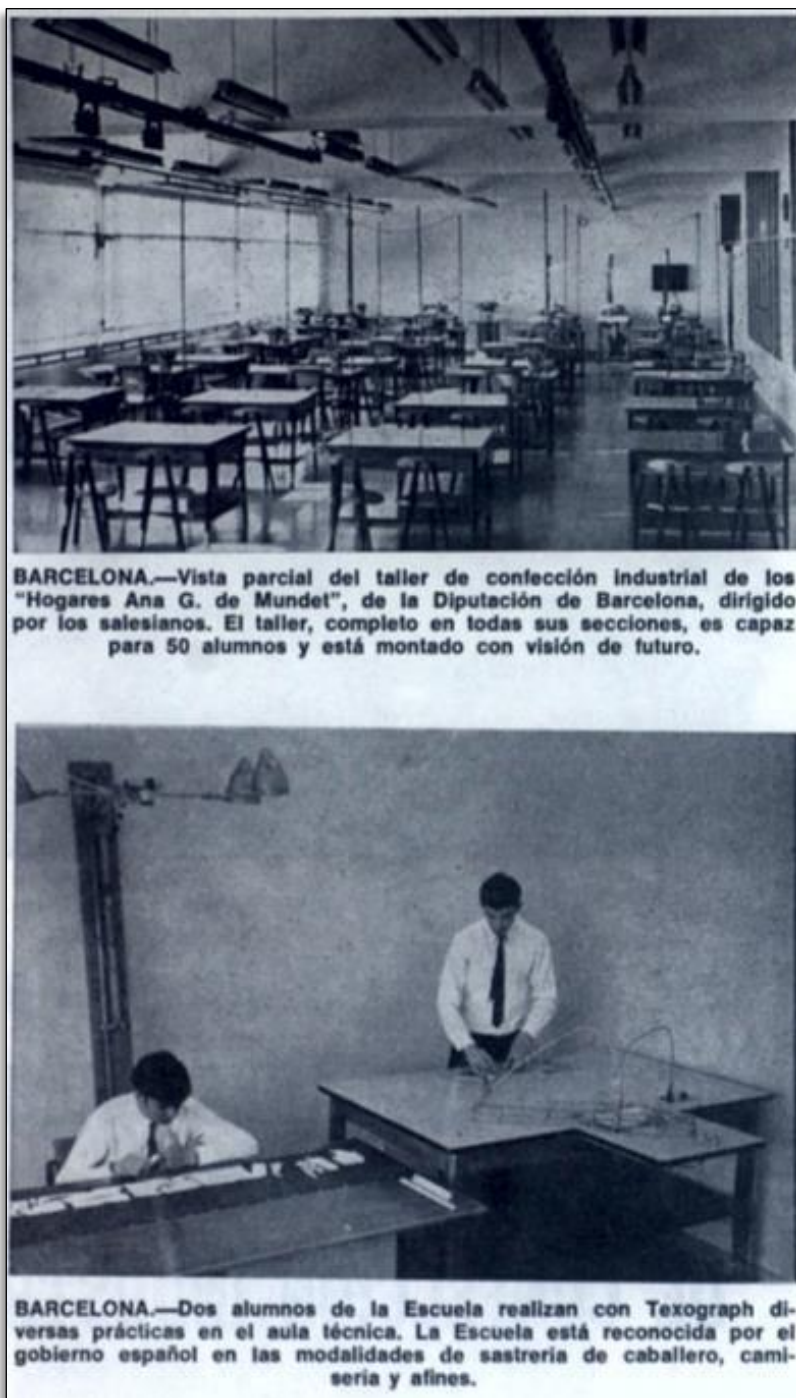 BARCELONA.—Vista parcial del taller de confección industrial de los
"Hogares Ana G. de Mundet", de la Diputación de Barcelona, dirigido
por los salesianos. El taller, completo en todas sus secciones, es capaz
para 50 alumnos y está montado con visión de futuro.
BARCELONA.—Dos alumnos de la Escuela realizan con Texograph di-
versas prácticas en el aula técnica. La Escuela está reconocida por el
gobierno español en las modalidades de sastrería de caballero, cami-
sería y afines.